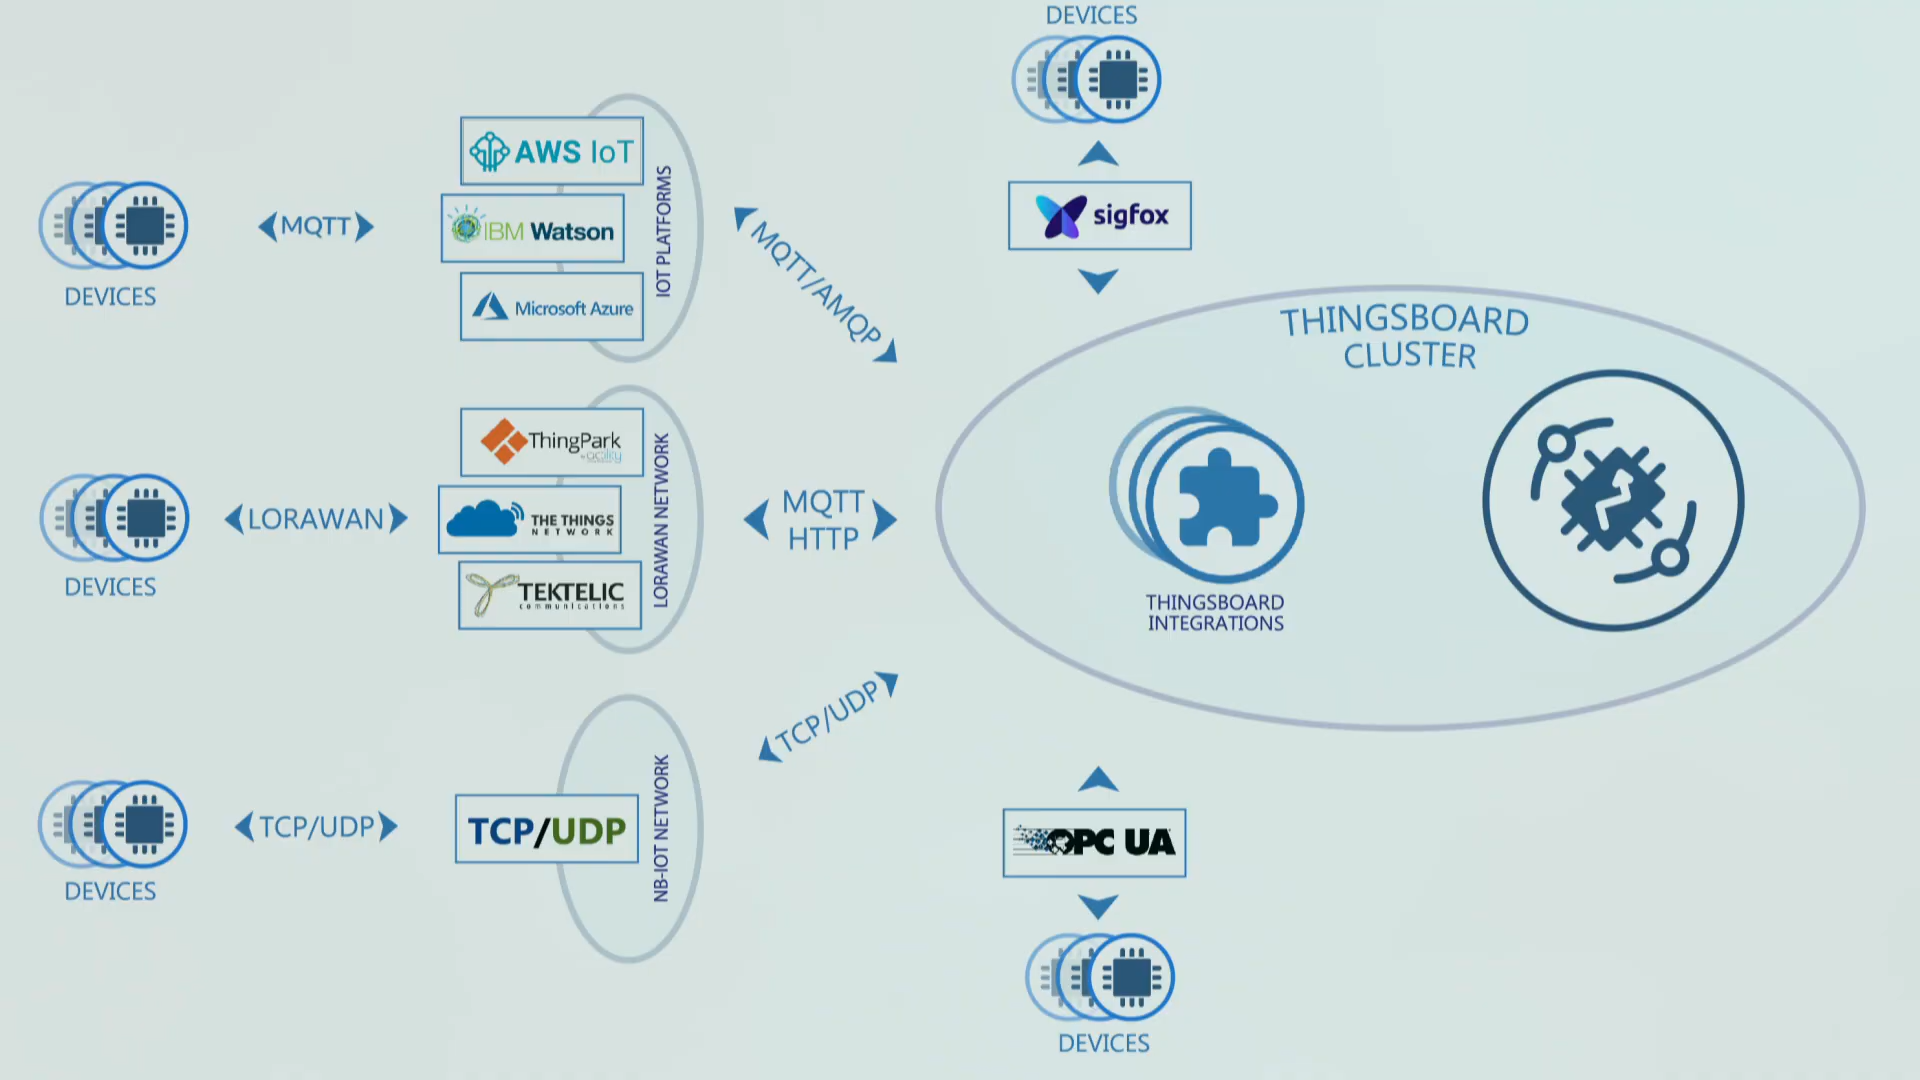 DEVICES
AWS IoT
IBM Watson
Microsoft Azure
IOT PLATFORMS
MQTT
DEVICES
MQTT/AMQP
sigfox
THINGSBOARD
CLUSTER
ThingPark
THE THINGS
NETWORK
TEKTELIC
communications
LORAWAN NETWORK
LORAWAN
DEVICES
MQTT
HTTP
THINGSBOARD
INTEGRATIONS
TCP/UDP
TCP/UDP
TCP/UDP
NB-IOT NETWORK
DEVICES
OPC UA
DEVICES